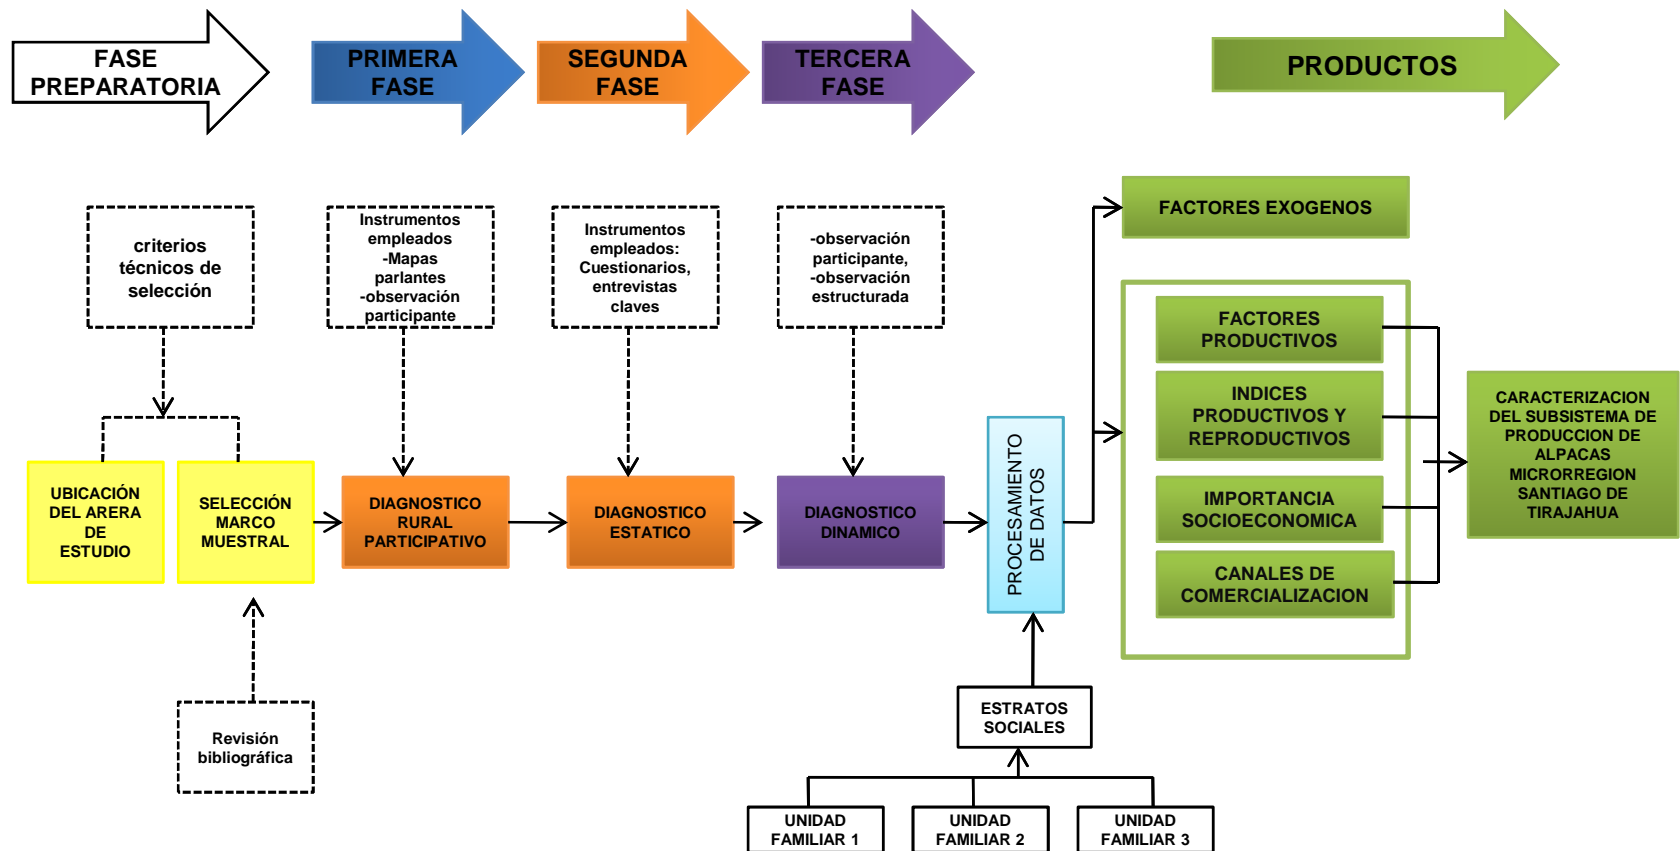 FASE
PREPARATORIA
PRIMERA
FASE
SEGUNDA
FASE
TERCERA
FASE
PRODUCTOS
criterios
técnicos de
selección
Instrumentos
empleados
-Mapas
parlantes
-observación
participante
Instrumentos
empleados:
Cuestionarios,
entrevistas
claves
-observación
participante,
-observación
estructurada
FACTORES EXOGENOS
FACTORES
PRODUCTIVOS
INDICES
PRODUCTIVOS Y
REPRODUCTIVOS
IMPORTANCIA
SOCIOECONOMICA
CANALES DE
COMERCIALIZACION
CARACTERIZACION
DEL SUBSISTEMA DE
PRODUCCION DE
ALPACAS
MICRORREGION
SANTIAGO DE
TIRAJAHUA
UBICACIÓN
DEL ARERA
DE
ESTUDIO
SELECCIÓN
MARCO
MUESTRAL
DIAGNOSTICO
RURAL
PARTICIPATIVO
DIAGNOSTICO
ESTATICO
DIAGNOSTICO
DINAMICO
PROCESAMIENTO
DE DATOS
Revisión
bibliográfica
ESTRATOS
SOCIALES
UNIDAD
FAMILIAR 1
UNIDAD
FAMILIAR 2
UNIDAD
FAMILIAR 3